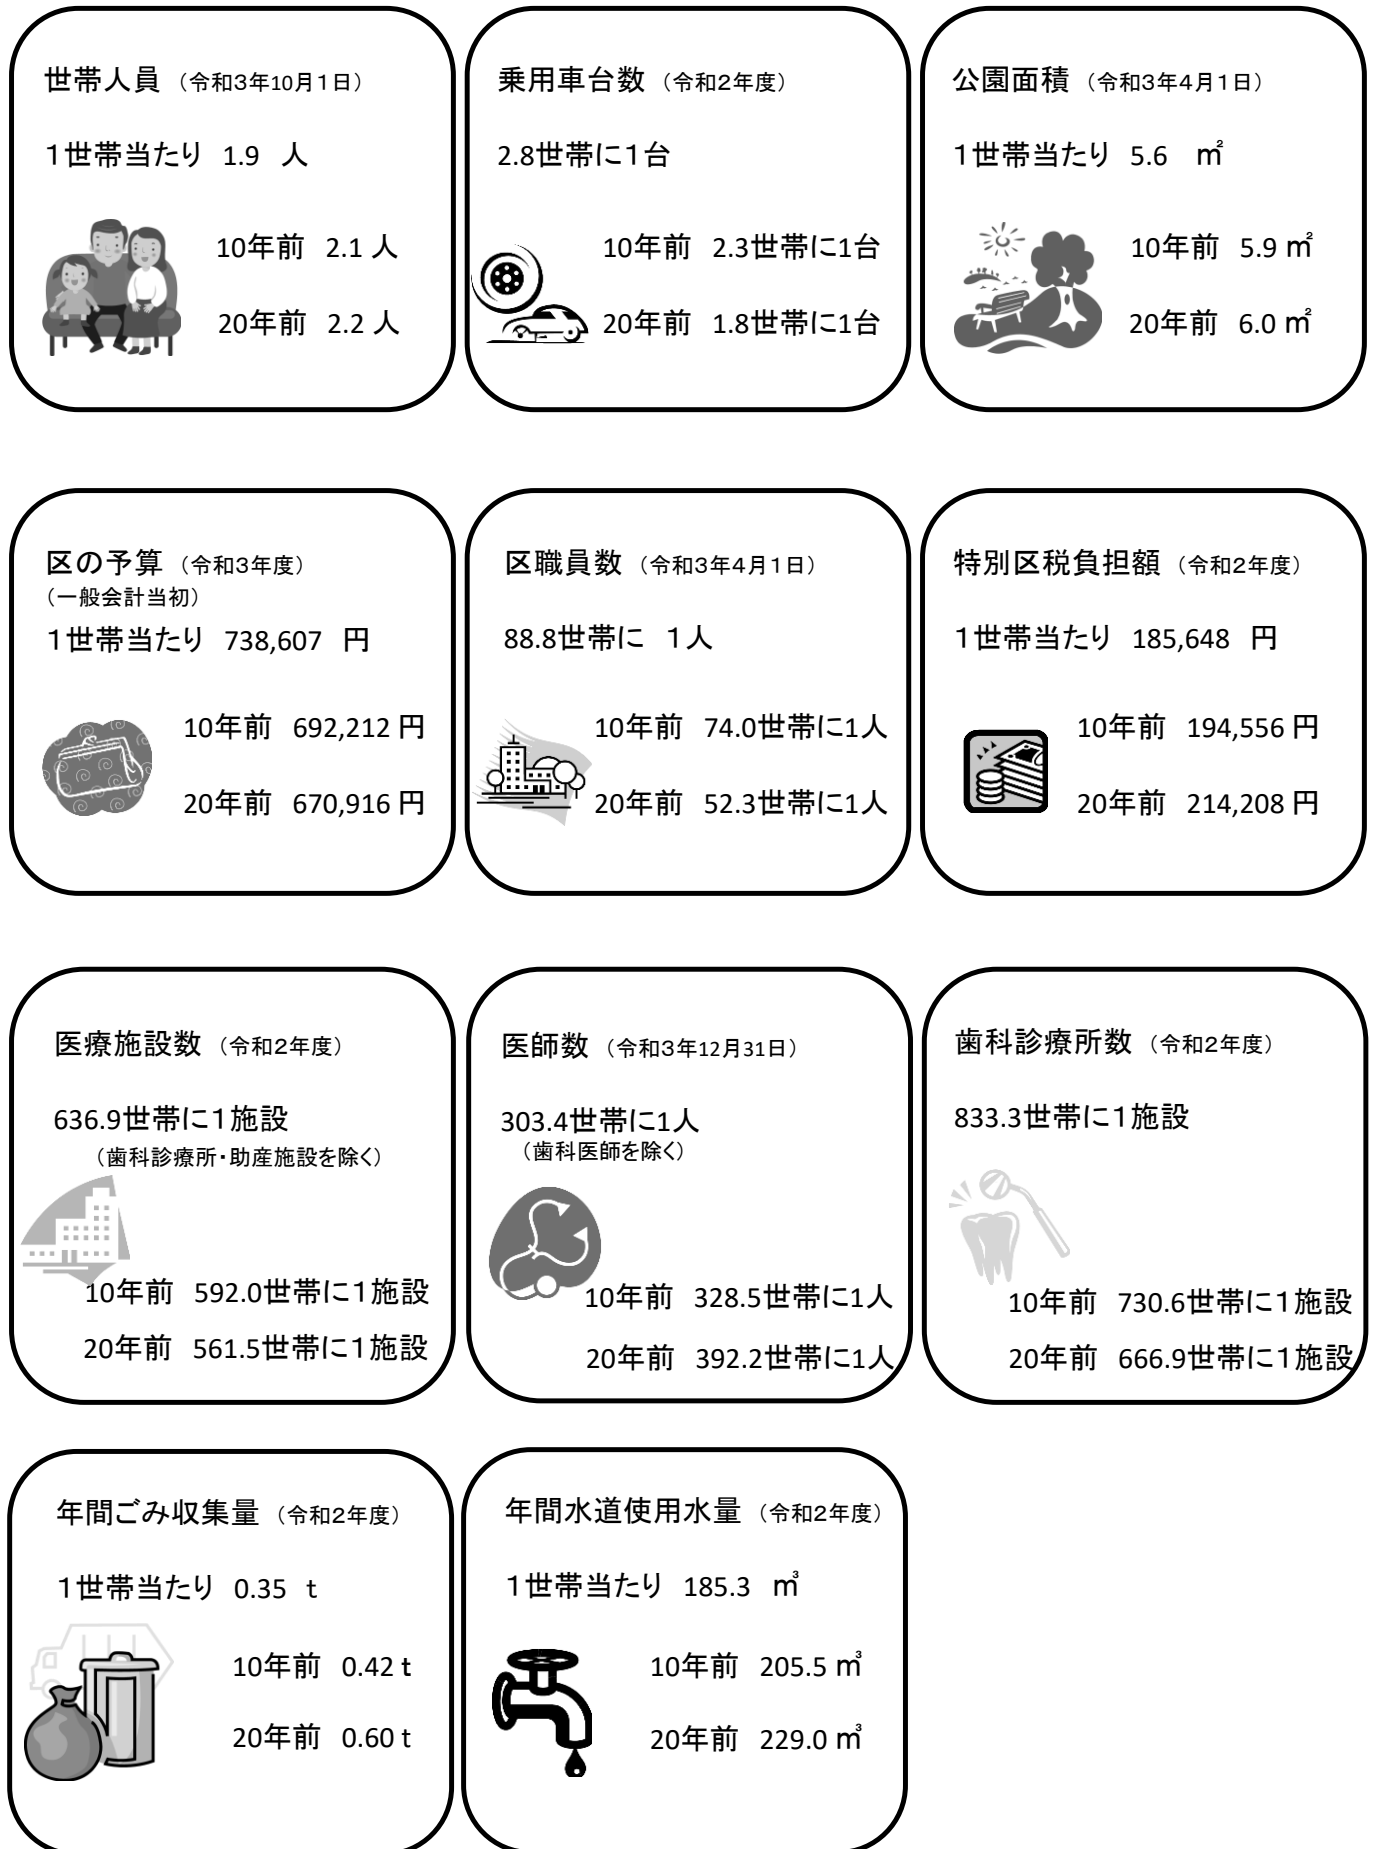 世帯人員（令和3年10月1日）
1世帯当たり 1.9 人
10年前 2.1 人
20年前 2.2 人
乗用車台数（令和2年度）
2.8世帯に1台
10年前 2.3世帯に1台
20年前 1.8世帯に1台
公園面積（令和3年4月1日）
1世帯当たり 5.6 ㎡
10年前 5.9 ㎡
20年前 6.0 ㎡
区の予算（令和3年度）
（一般会計当初）
1世帯当たり 738,607 円
10年前 692,212 円
20年前 670,916 円
区職員数（令和3年4月1日）
88.8世帯に 1人
10年前 74.0世帯に1人
20年前 52.3世帯に1人
特別区税負担額（令和2年度）
1世帯当たり 185,648 円
10年前 194,556 円
20年前 214,208 円
医療施設数（令和2年度）
636.9世帯に1施設
（歯科診療所・助産施設を除く）
10年前 592.0世帯に1施設
20年前 561.5世帯に1施設
医師数（令和3年12月31日）
303.4世帯に1人
（歯科医師を除く）
10年前 328.5世帯に1人
20年前 392.2世帯に1人
歯科診療所数（令和2年度）
833.3世帯に1施設
10年前 730.6世帯に1施設
20年前 666.9世帯に1施設
年間ごみ収集量（令和2年度）
1世帯当たり 0.35 t
10年前 0.42 t
20年前 0.60 t
年間水道使用水量（令和2年度）
1世帯当たり 185.3 ㎥
10年前 205.5 ㎥
20年前 229.0 ㎥